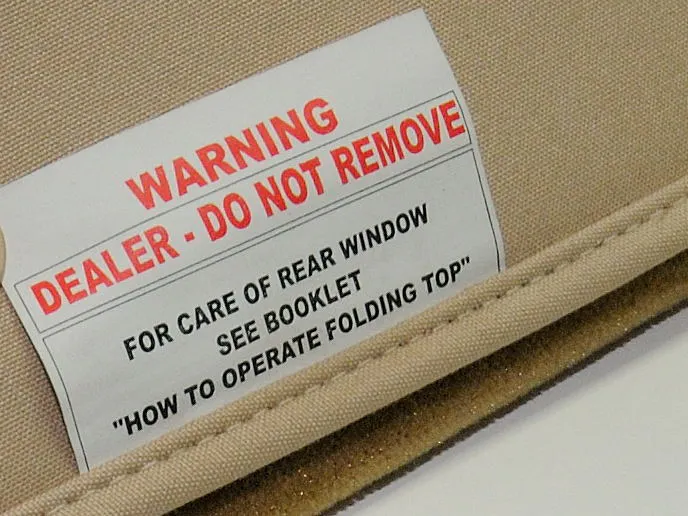 WARNING
DEALER - DO NOT REMOVE
FOR CARE OF REAR WINDOW
SEE BOOKLET
"HOW TO OPERATE FOLDING TOP"